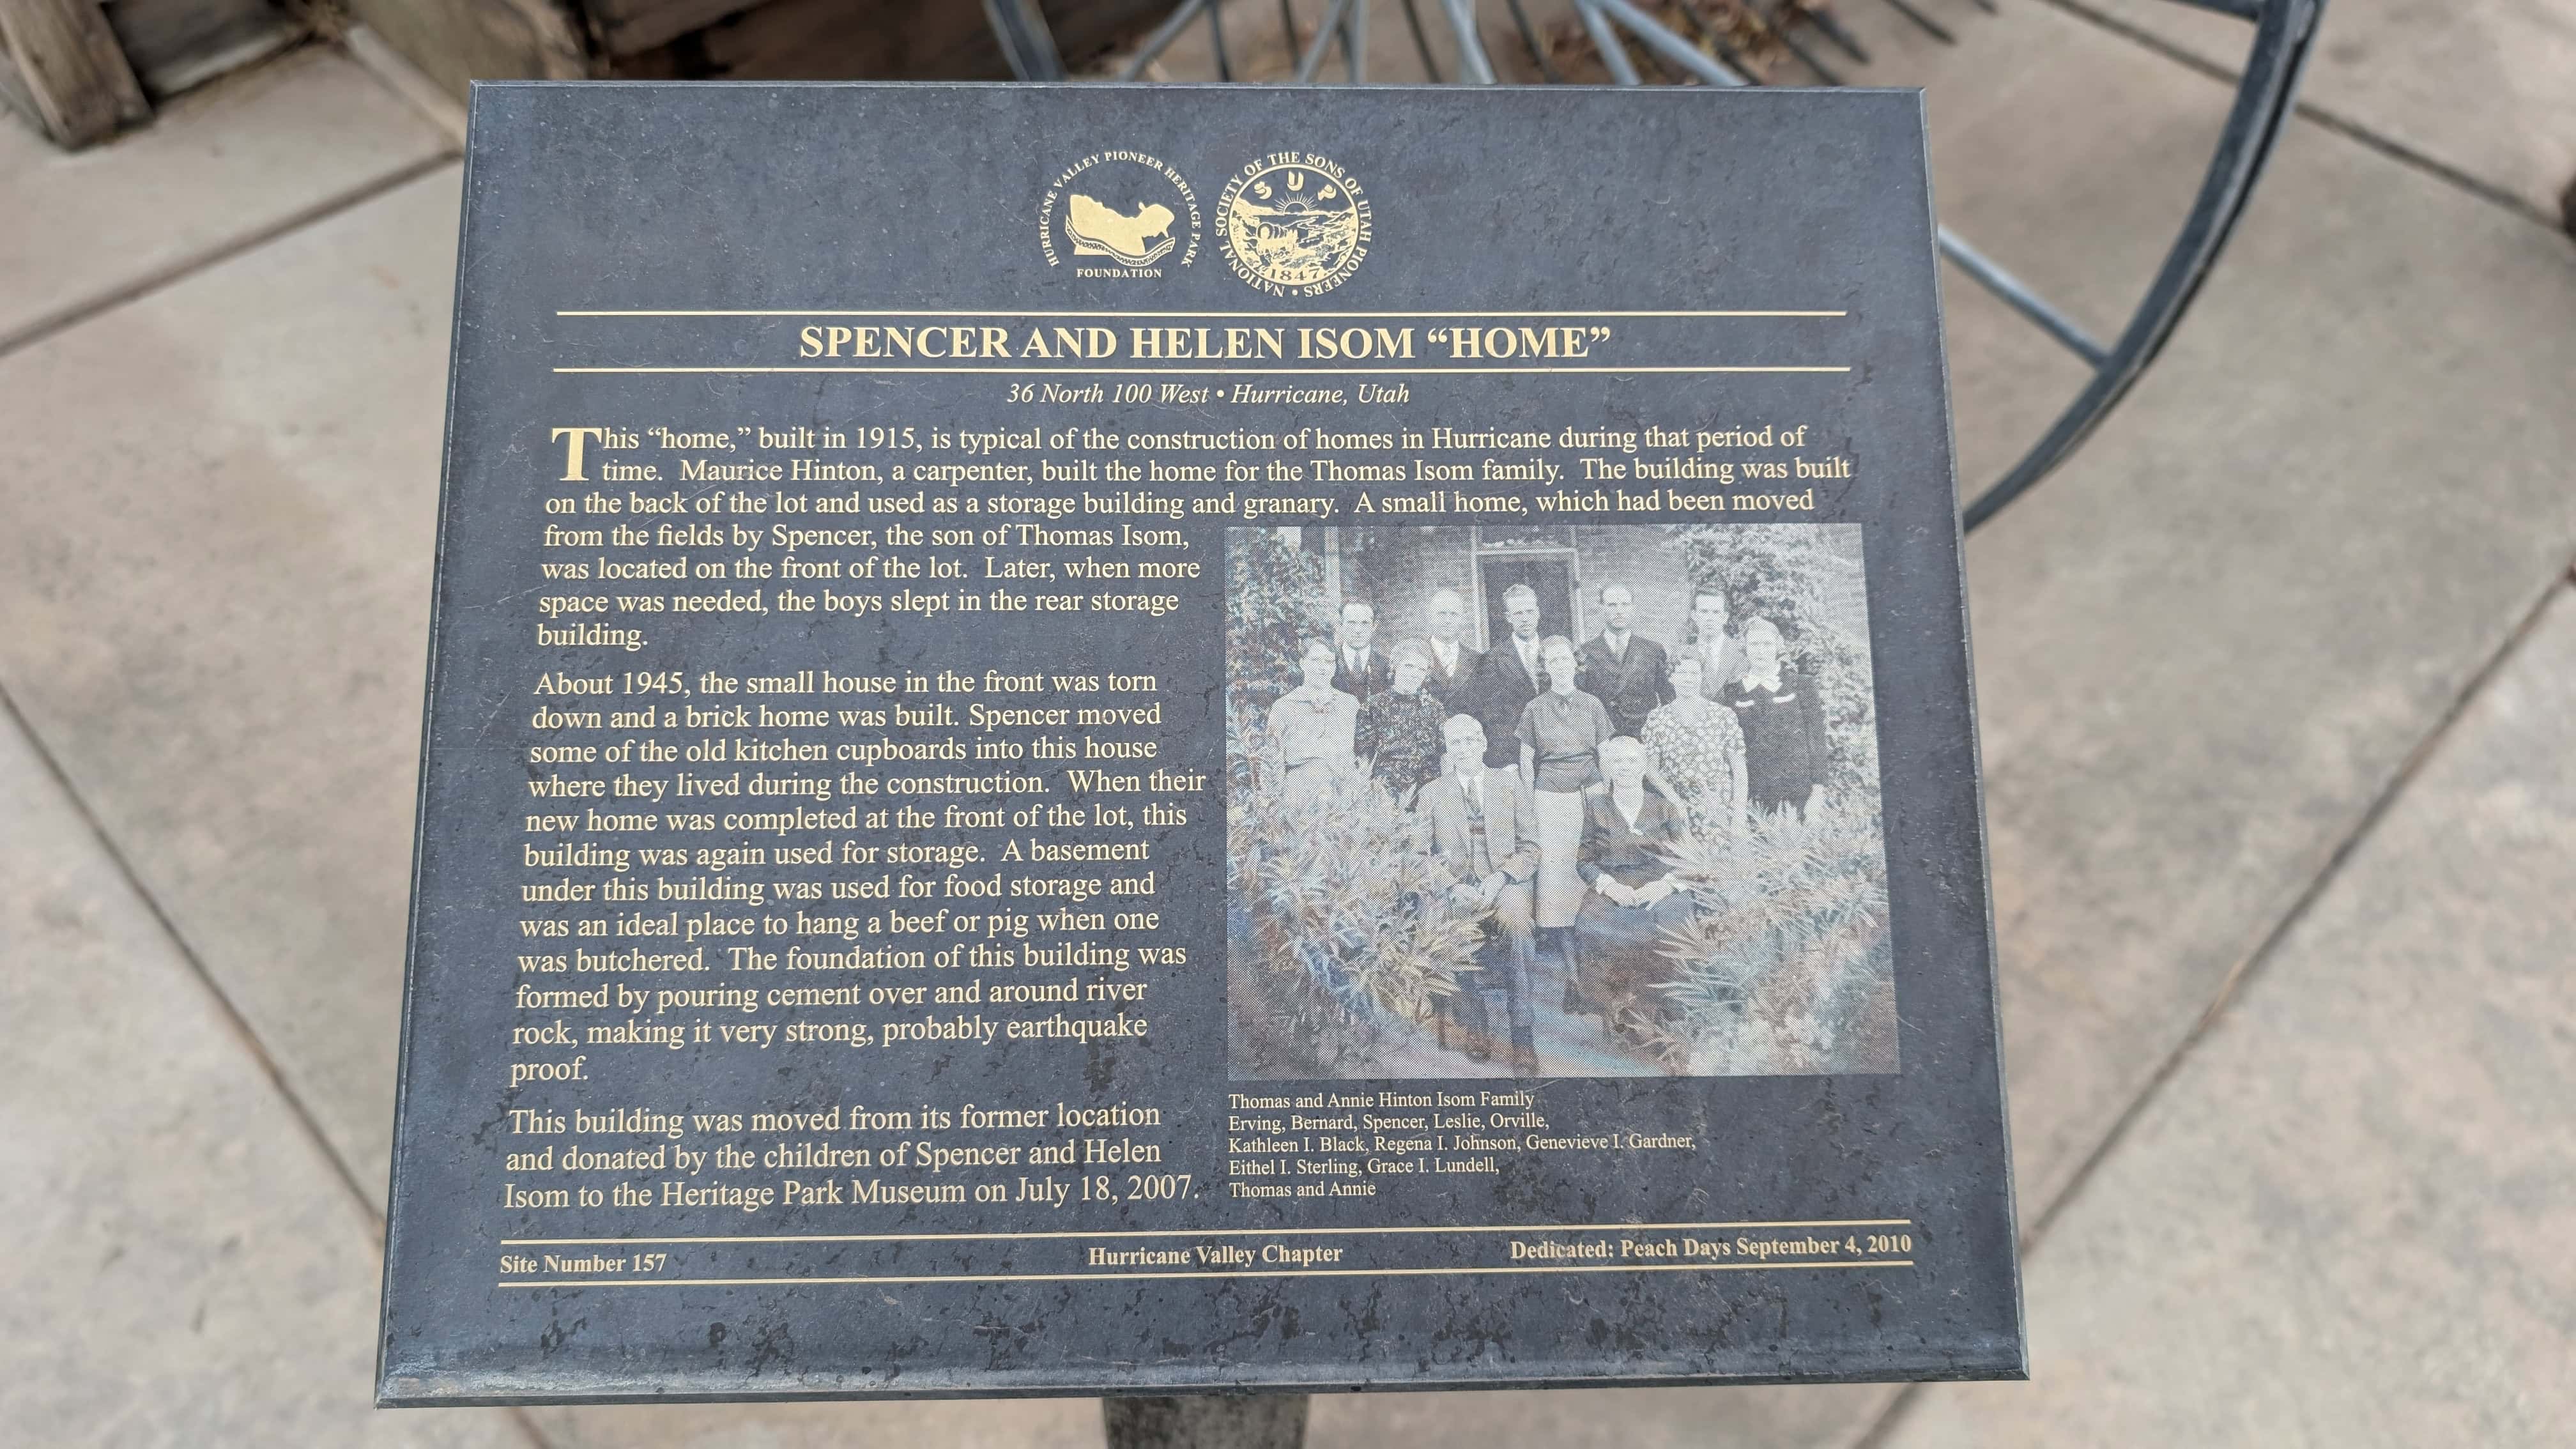 HURRICANE VALLEY PIONEER HERITAGE PARK
FOUNDATION
NATIONAL SOCIETY OF THE SONS OF UTAH PIONEERS •
S U P
1847
SPENCER AND HELEN ISOM “HOME”
36 North 100 West • Hurricane, Utah
This “home,” built in 1915, is typical of the construction of homes in Hurricane during that period of
time. Maurice Hinton, a carpenter, built the home for the Thomas Isom family. The building was built
on the back of the lot and used as a storage building and granary. A small home, which had been moved
from the fields by Spencer, the son of Thomas Isom,
was located on the front of the lot. Later, when more
space was needed, the boys slept in the rear storage
building.
About 1945, the small house in the front was torn
down and a brick home was built. Spencer moved
some of the old kitchen cupboards into this house
where they lived during the construction. When their
new home was completed at the front of the lot, this
building was again used for storage. A basement
under this building was used for food storage and
was an ideal place to hang a beef or pig when one
was butchered. The foundation of this building was
formed by pouring cement over and around river
rock, making it very strong, probably earthquake
proof.
This building was moved from its former location
and donated by the children of Spencer and Helen
Isom to the Heritage Park Museum on July 18, 2007.
Thomas and Annie Hinton Isom Family
Erving, Bernard, Spencer, Leslie, Orville,
Kathleen I. Black, Regena I. Johnson, Genevieve I. Gardner,
Eithel I. Sterling, Grace I. Lundell,
Thomas and Annie
Site Number 157
Hurricane Valley Chapter
Dedicated: Peach Days September 4, 2010